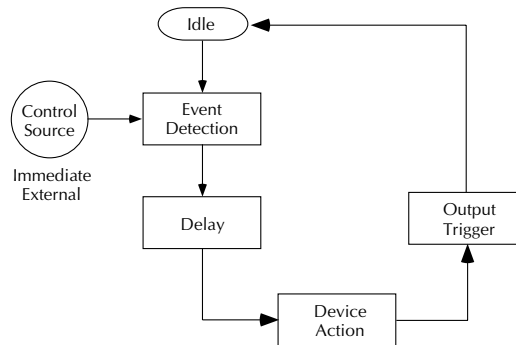 Idle
Control
Source
Event
Detection
Immediate
External
Delay
Output
Trigger
Device
Action